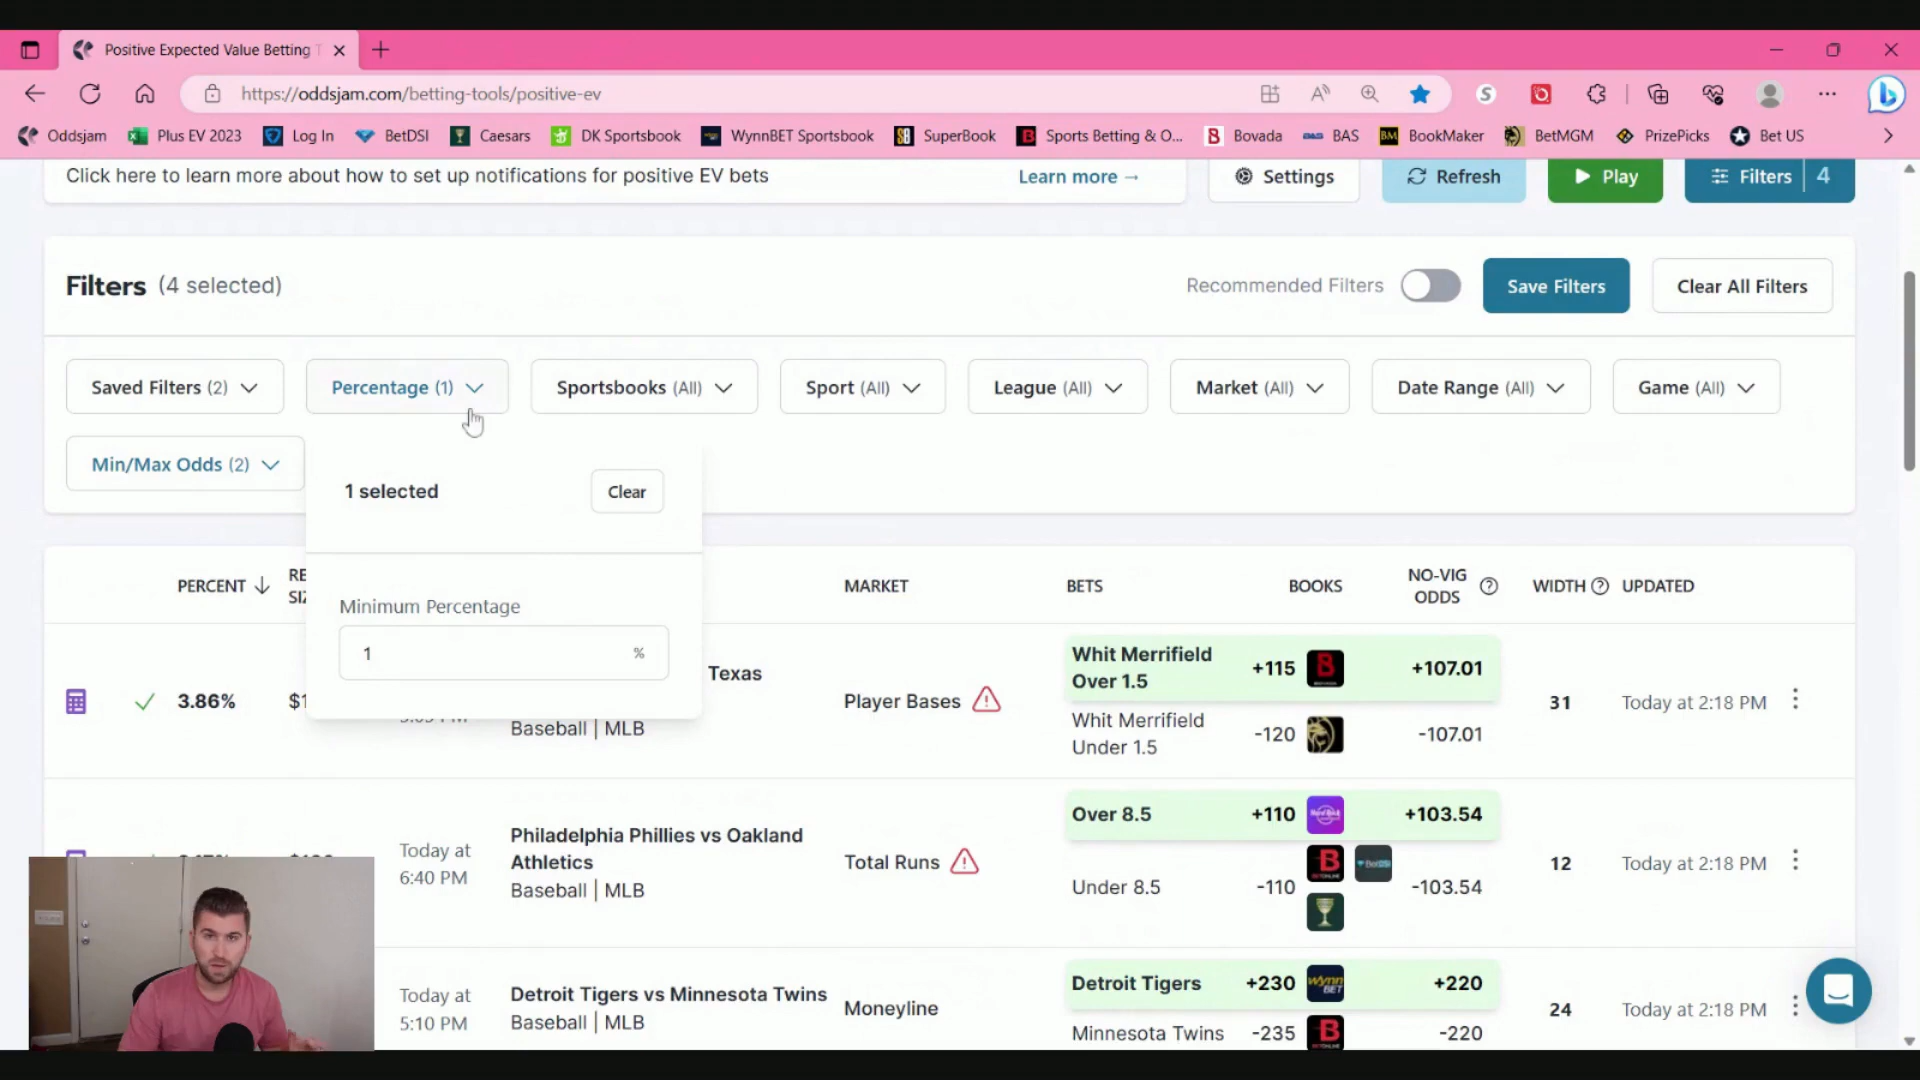 Positive Expected Value Betting T
https://oddsjam.com/betting-tools/positive-ev
Oddsjam
Plus EV 2023
Log In
BetDSI
Caesars
DK Sportsbook
WynnBET Sportsbook
SuperBook
Sports Betting & O...
Bovada
BAS
BookMaker
BetMGM
PrizePicks
Bet US
Click here to learn more about how to set up notifications for positive EV bets
Learn more →
Settings
Refresh
Play
Filters 4
Filters (4 selected)
Recommended Filters
Save Filters
Clear All Filters
Saved Filters (2)
Percentage (1)
Sportsbooks (All)
Sport (All)
League (All)
Market (All)
Date Range (All)
Game (All)
Min/Max Odds (2)
1 selected
Clear
Minimum Percentage
1 %
PERCENT
MARKET
BETS
BOOKS
NO-VIG
ODDS
WIDTH
UPDATED
3.86%
Texas
Baseball | MLB
Player Bases
Whit Merrifield
Over 1.5
+115
+107.01
Whit Merrifield
Under 1.5
-120
-107.01
31
Today at 2:18 PM
Today at
6:40 PM
Philadelphia Phillies vs Oakland
Athletics
Baseball | MLB
Total Runs
Over 8.5
+110
+103.54
Under 8.5
-110
-103.54
12
Today at 2:18 PM
Today at
5:10 PM
Detroit Tigers vs Minnesota Twins
Baseball | MLB
Moneyline
Detroit Tigers
+230
+220
Minnesota Twins
-235
-220
24
Today at 2:18 PM